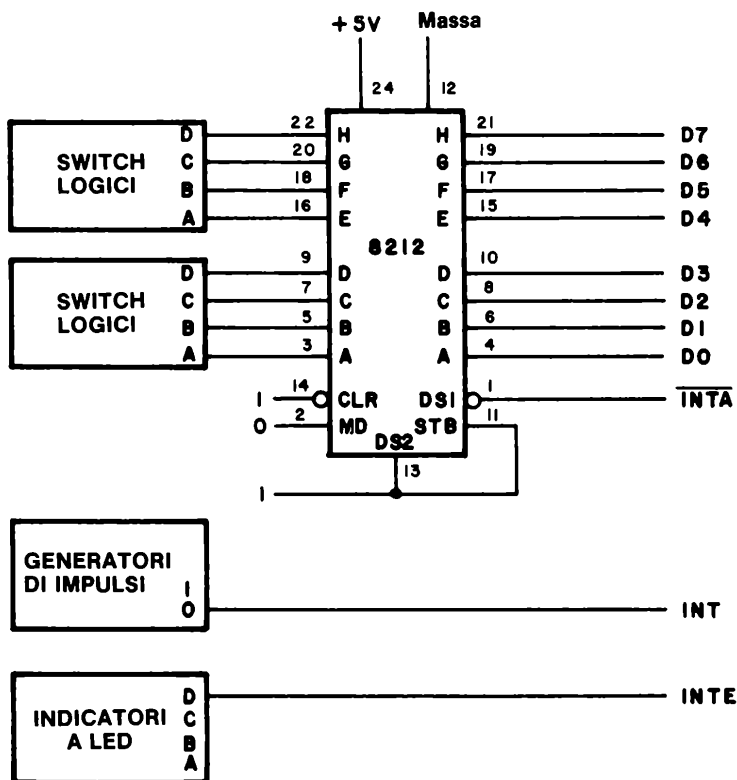 +5V Massa
24 12
SWITCH LOGICI D C B A
22 H H 21 D7
20 G G 19 D6
18 F F 17 D5
16 E E 15 D4
8212
SWITCH LOGICI D C B A
9 D D 10 D3
7 C C 8 D2
5 B B 6 D1
3 A A 4 D0
1 14 CLR DS1 1 INTA
0 2 MD STB 11
DS2
13
1
GENERATORI
DI IMPULSI 1
0 INT
D INTE
INDICATORI C
A LED B
A